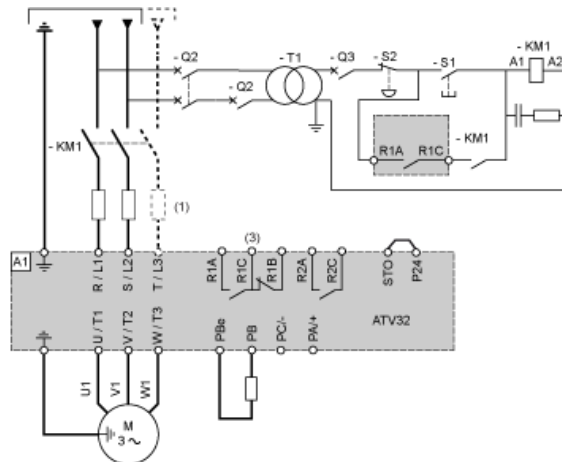 - Q2
- T1
- Q3
- S2
- S1
- KM1
A1
A2
- Q2
- KM1
R1A
R1C
- KM1
(1)
(3)
A1
R / L1
S / L2
T / L3
R1A
R1C
R1B
R2A
R2C
STO
P24
ATV32
U / T1
V / T2
W / T3
PBe
PB
PC/-
PA/+
U1
V1
W1
M
3 ~